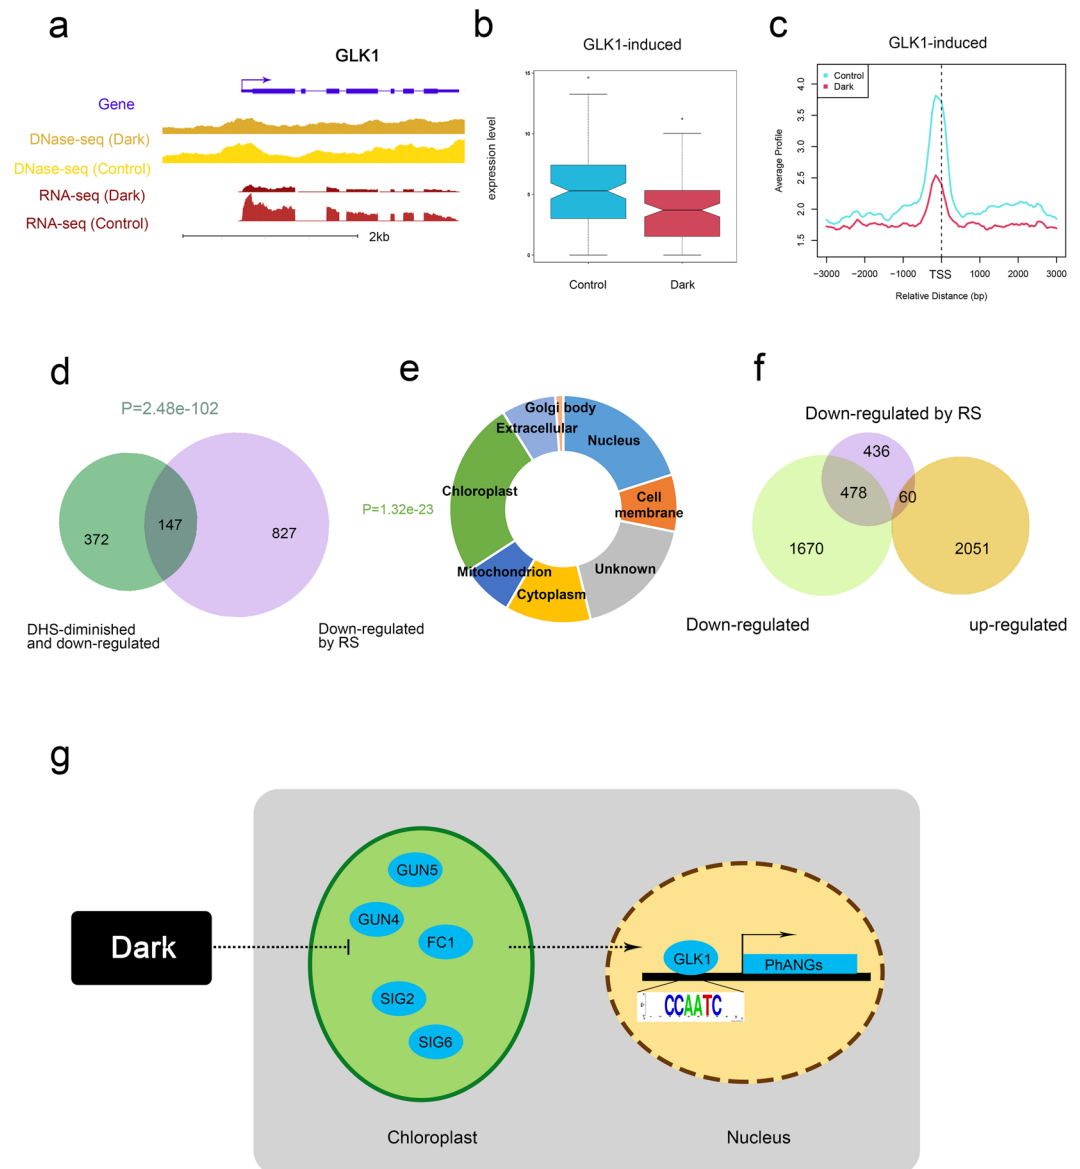 a
GLK1
Gene
DNase-seq (Dark)
DNase-seq (Control)
RNA-seq (Dark)
RNA-seq (Control)
2kb
b
GLK1-induced
expression level
15
10
5
0
Control
Dark
c
GLK1-induced
Control
Dark
Average Profile
4.0
3.5
3.0
2.5
2.0
1.5
−3000 −2000 −1000 TSS 1000 2000 3000
Relative Distance (bp)
d
P=2.48e-102
372
147
827
DHS-diminished
and down-regulated
Down-regulated
by RS
e
Golgi body
Extracellular
Nucleus
Chloroplast
P=1.32e-23
Cell
membrane
Mitochondrion
Unknown
Cytoplasm
f
Down-regulated by RS
436
478
60
1670
2051
Down-regulated
up-regulated
g
Dark
GUN5
GUN4
FC1
SIG2
SIG6
Chloroplast
GLK1
PhANGs
CCAATC
Nucleus